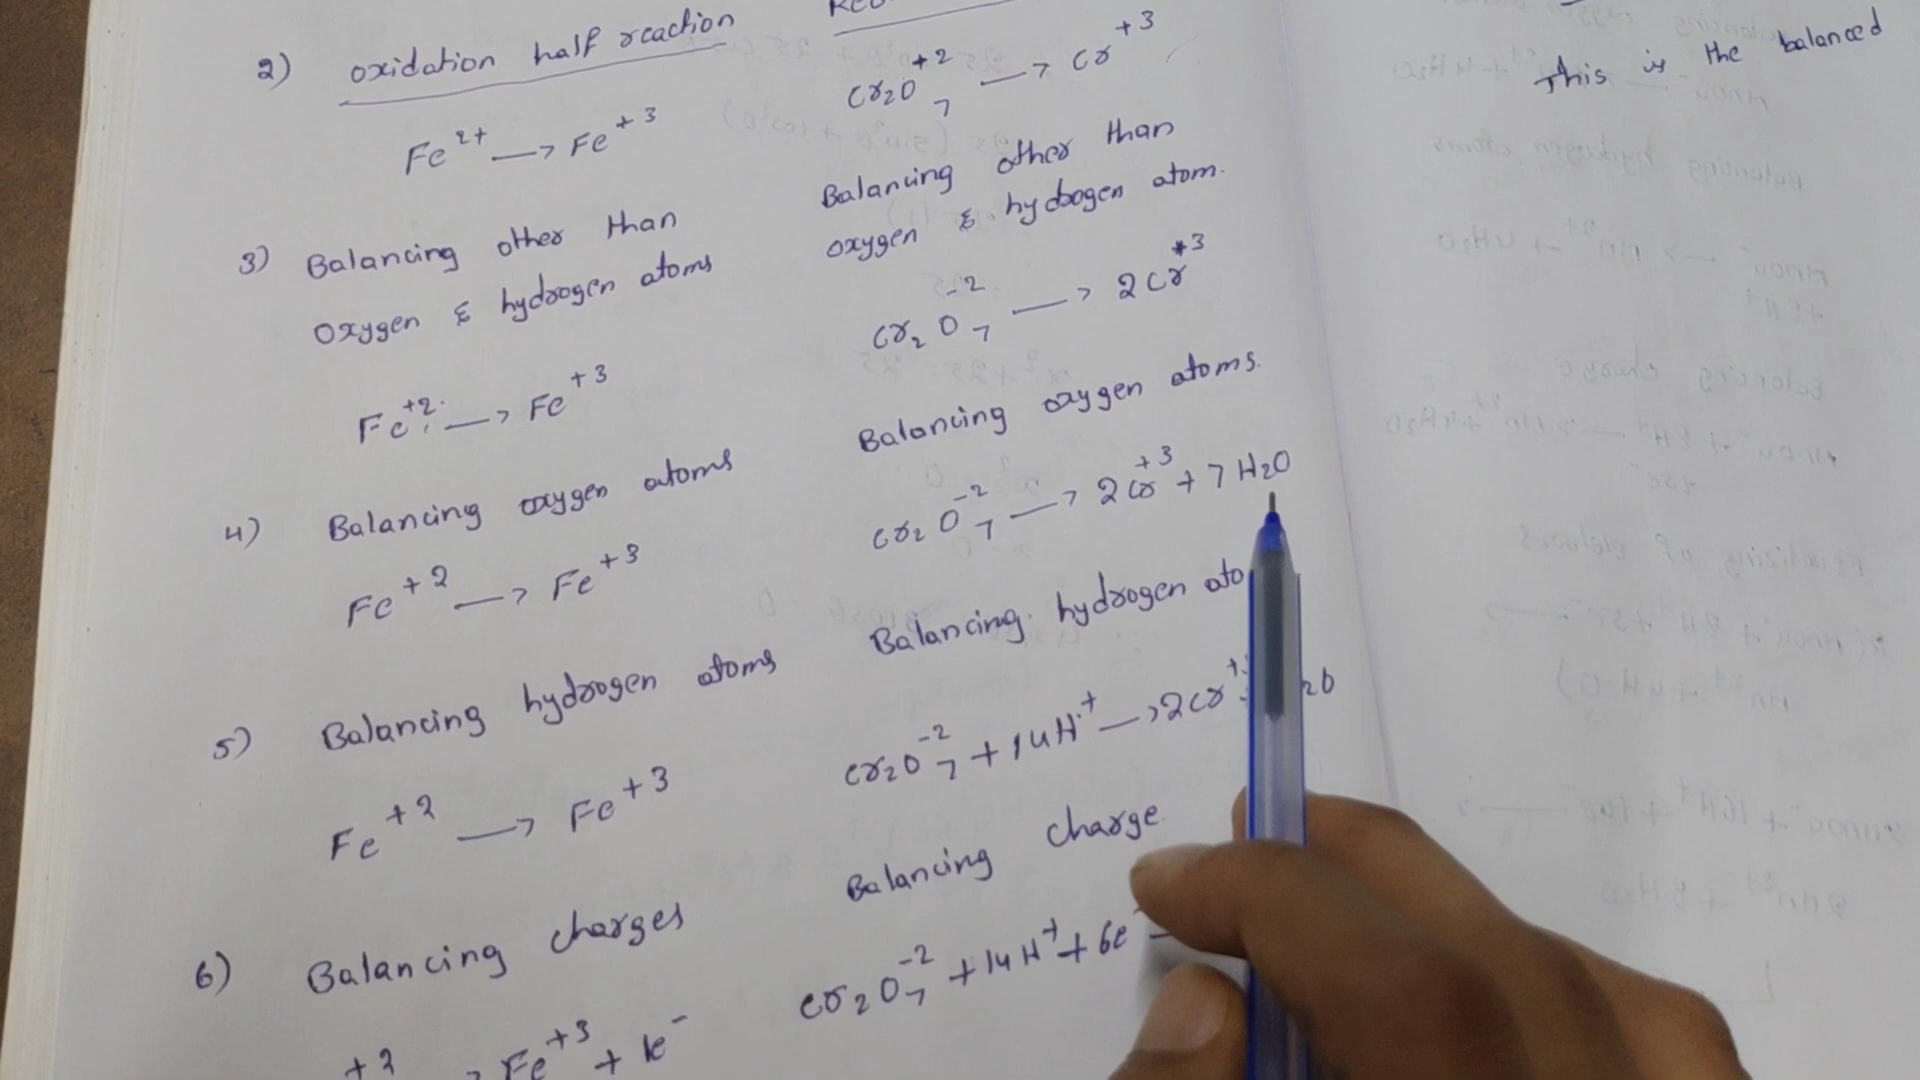 2) oxidation half reaction
Fe²⁺ → Fe⁺³
3) Balancing other than
oxygen & hydrogen atoms
Fe⁺² → Fe⁺³
4) Balancing oxygen atoms
Fe⁺² → Fe⁺³
5) Balancing hydrogen atoms
Fe⁺² → Fe⁺³
6) Balancing charges
+2 → Fe⁺³ + 1e⁻
Cr2O₇⁺² → Cr⁺³
Balancing other than
oxygen & hydrogen atom.
Cr₂O₇⁻² → 2Cr⁺³
Balancing oxygen atoms.
Cr₂O₇⁻² → 2Cr⁺³ + 7H₂O
Balancing hydrogen ato
Cr₂O₇⁻² + 14H⁺ → 2Cr
Balancing charge
Cr₂O₇⁻² + 14H⁺ + 6e⁻
This is the balanced